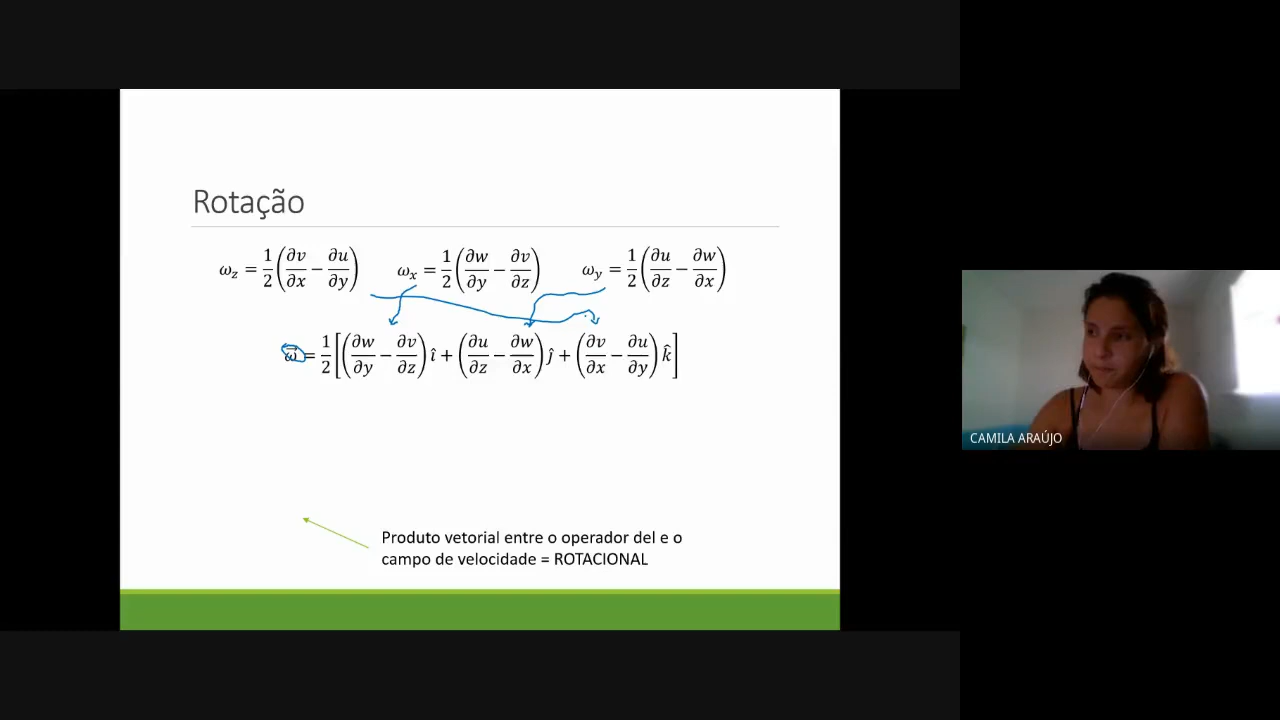 Rotação
ω_z = 1/2 (∂v/∂x − ∂u/∂y) ω_x = 1/2 (∂w/∂y − ∂v/∂z) ω_y = 1/2 (∂u/∂z − ∂w/∂x)
ω⃗ = 1/2 [(∂w/∂y − ∂v/∂z) î + (∂u/∂z − ∂w/∂x) ĵ + (∂v/∂x − ∂u/∂y) k̂]
Produto vetorial entre o operador del e o
campo de velocidade = ROTACIONAL
CAMILA ARAÚJO